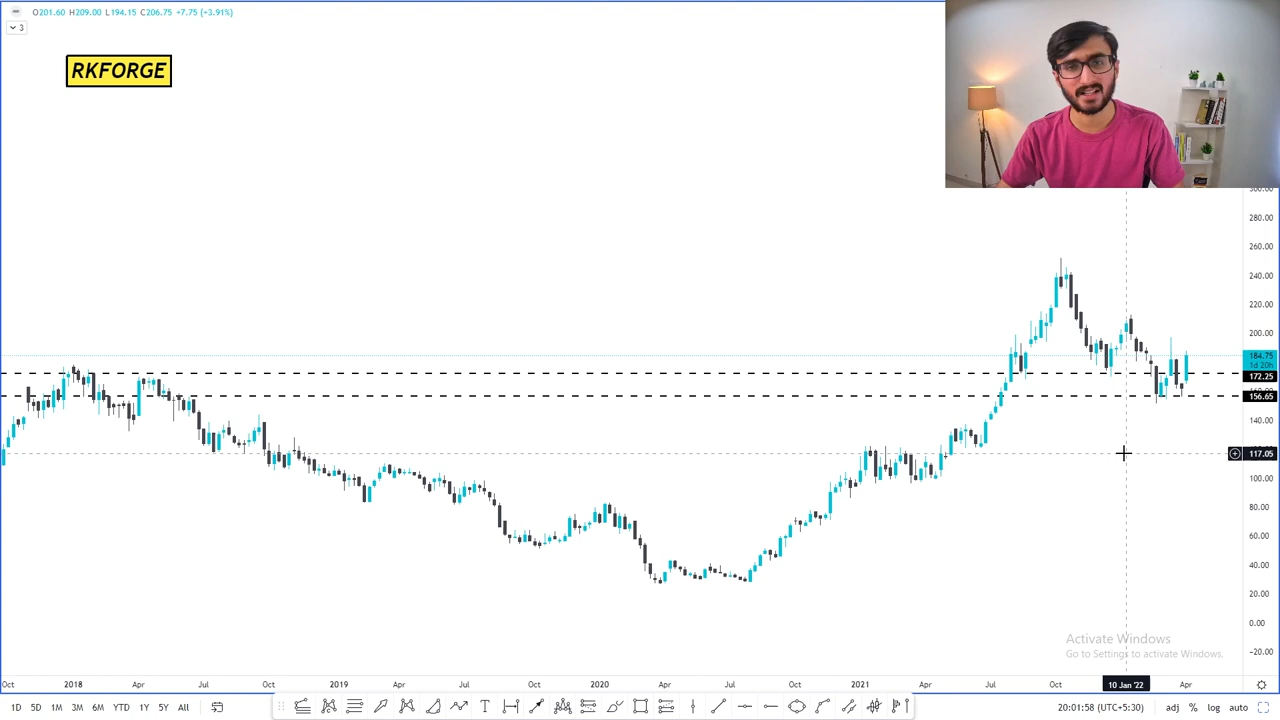 O201.60 H209.00 L194.15 C206.75 +7.75 (+3.91%)
3
RKFORGE
300.00
280.00
260.00
240.00
220.00
200.00
184.75
1d 20h
172.25
156.65
140.00
117.05
100.00
80.00
60.00
40.00
20.00
0.00
−20.00
Activate Windows
Go to Settings to activate Windows.
Oct 2018 Apr Jul Oct 2019 Apr Jul Oct 2020 Apr Jul Oct 2021 Apr Jul Oct 10 Jan '22 Apr
1D 5D 1M 3M 6M YTD 1Y 5Y All 20:01:58 (UTC+5:30) adj % log auto